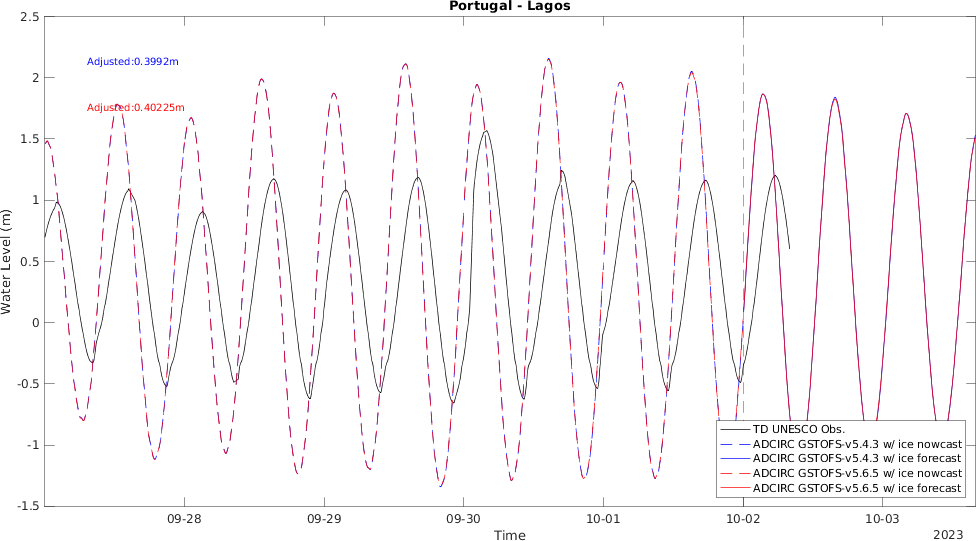 Portugal - Lagos
2.5
2
1.5
1
0.5
0
-0.5
-1
-1.5
Water Level (m)
Adjusted:0.3992m
Adjusted:0.40225m
TD UNESCO Obs.
ADCIRC GSTOFS-v5.4.3 w/ ice nowcast
ADCIRC GSTOFS-v5.4.3 w/ ice forecast
ADCIRC GSTOFS-v5.6.5 w/ ice nowcast
ADCIRC GSTOFS-v5.6.5 w/ ice forecast
09-28 09-29 09-30 10-01 10-02 10-03
Time
2023